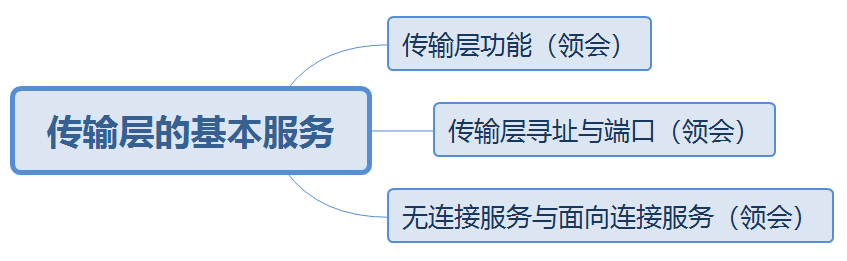 传输层功能（领会）
传输层的基本服务
传输层寻址与端口（领会）
无连接服务与面向连接服务（领会）